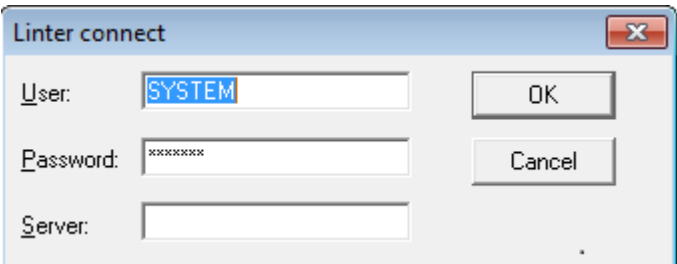 Linter connect
User: SYSTEM
OK
Password: *******
Cancel
Server: